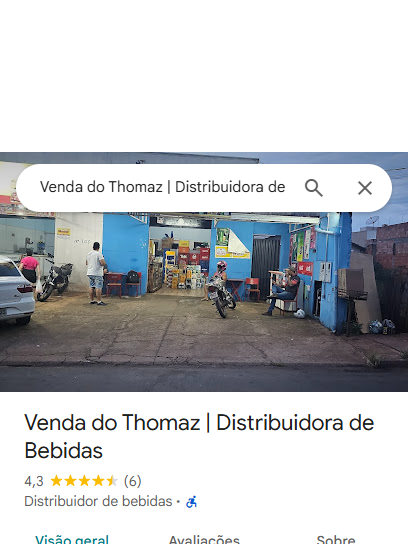 Venda do Thomaz | Distribuidora de
Venda do Thomaz | Distribuidora de
Bebidas
4,3 (6)
Distribuidor de bebidas ·
Visão geral Avaliações Sobre